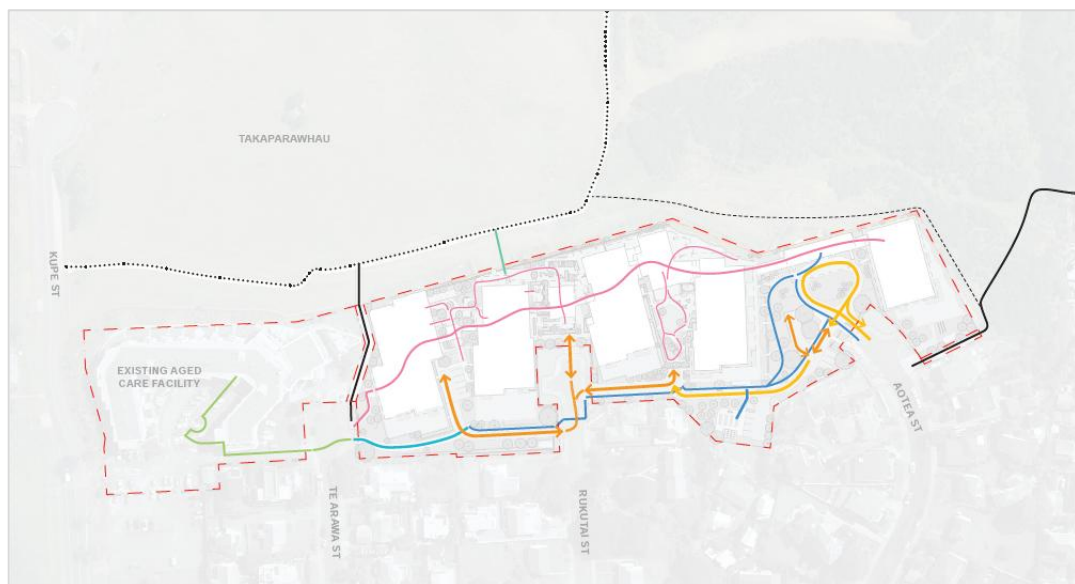 TAKAPARAWHAU
KUPE ST
EXISTING AGED
CARE FACILITY
TE ARAWA ST
RUKUTAI ST
AOTEA ST